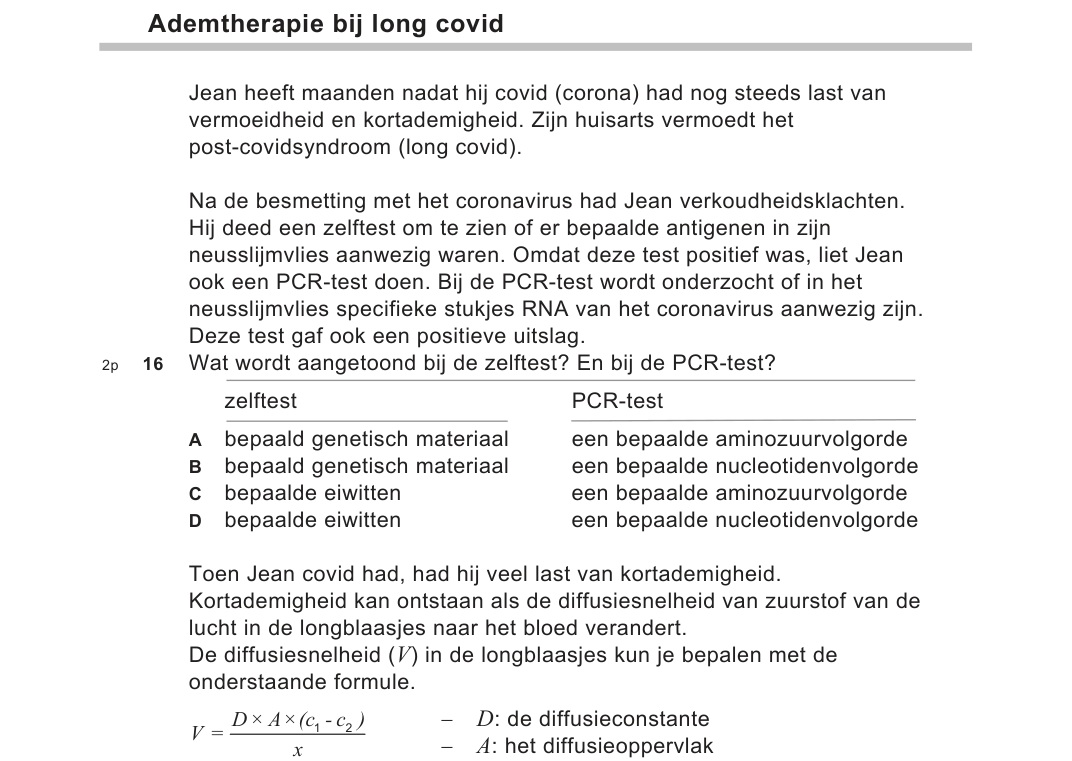 Ademtherapie bij long covid
Jean heeft maanden nadat hij covid (corona) had nog steeds last van
vermoeidheid en kortademigheid. Zijn huisarts vermoedt het
post-covidsyndroom (long covid).
Na de besmetting met het coronavirus had Jean verkoudheidsklachten.
Hij deed een zelftest om te zien of er bepaalde antigenen in zijn
neusslijmvlies aanwezig waren. Omdat deze test positief was, liet Jean
ook een PCR-test doen. Bij de PCR-test wordt onderzocht of in het
neusslijmvlies specifieke stukjes RNA van het coronavirus aanwezig zijn.
Deze test gaf ook een positieve uitslag.
2p 16 Wat wordt aangetoond bij de zelftest? En bij de PCR-test?
zelftest PCR-test
A bepaald genetisch materiaal een bepaalde aminozuurvolgorde
B bepaald genetisch materiaal een bepaalde nucleotidenvolgorde
C bepaalde eiwitten een bepaalde aminozuurvolgorde
D bepaalde eiwitten een bepaalde nucleotidenvolgorde
Toen Jean covid had, had hij veel last van kortademigheid.
Kortademigheid kan ontstaan als de diffusiesnelheid van zuurstof van de
lucht in de longblaasjes naar het bloed verandert.
De diffusiesnelheid (V) in de longblaasjes kun je bepalen met de
onderstaande formule.
V = D × A × (c₁ - c₂) / x
– D: de diffusieconstante
– A: het diffusieoppervlak